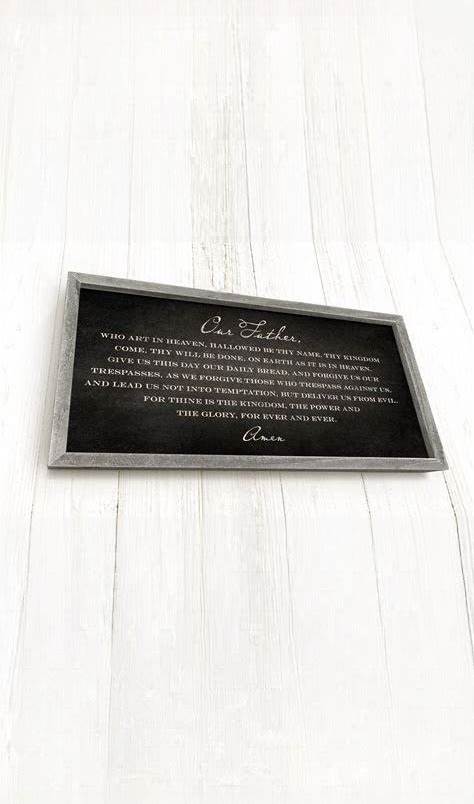 Our Father,
WHO ART IN HEAVEN, HALLOWED BE THY NAME, THY KINGDOM
COME, THY WILL BE DONE, ON EARTH AS IT IS IN HEAVEN.
GIVE US THIS DAY OUR DAILY BREAD, AND FORGIVE US OUR
TRESPASSES, AS WE FORGIVE THOSE WHO TRESPASS AGAINST US,
AND LEAD US NOT INTO TEMPTATION, BUT DELIVER US FROM EVIL.
FOR THINE IS THE KINGDOM, THE POWER AND
THE GLORY, FOR EVER AND EVER.
Amen